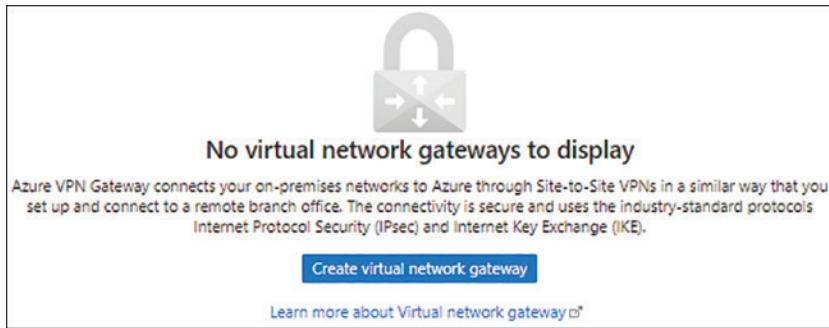 No virtual network gateways to display
Azure VPN Gateway connects your on-premises networks to Azure through Site-to-Site VPNs in a similar way that you
set up and connect to a remote branch office. The connectivity is secure and uses the industry-standard protocols
Internet Protocol Security (IPsec) and Internet Key Exchange (IKE).
Create virtual network gateway
Learn more about Virtual network gateway